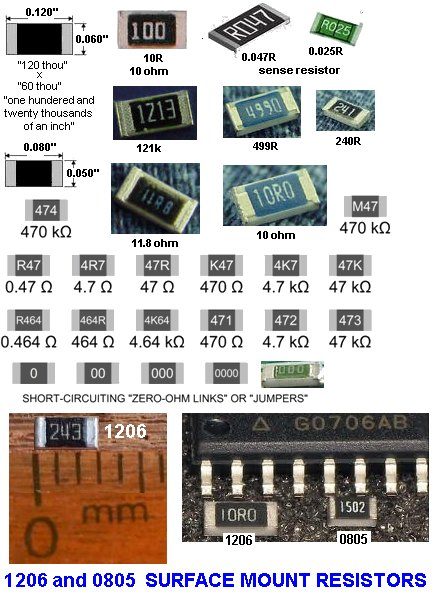 0.120"
0.060"
"120 thou"
X
"60 thou"
"one hundred and
twenty thousands
of an inch"
100
10R
10 ohm
R047
0.047R
R025
0.025R
sense resistor
1213
121k
4990
499R
241
240R
0.080"
0.050"
11R8
11.8 ohm
10R0
10 ohm
474
470 kΩ
M47
470 kΩ
R47 4R7 47R K47 4K7 47K
0.47 Ω 4.7 Ω 47 Ω 470 Ω 4.7 kΩ 47 kΩ
R464 464R 4K64 471 472 473
0.464 Ω 464 Ω 4.64 kΩ 470 Ω 4.7 kΩ 47 kΩ
0 00 000 0000 000
SHORT-CIRCUITING "ZERO-OHM LINKS" OR "JUMPERS"
243
1206
0 mm
G0706AB
10R0
1206
1502
0805
1206 and 0805 SURFACE MOUNT RESISTORS